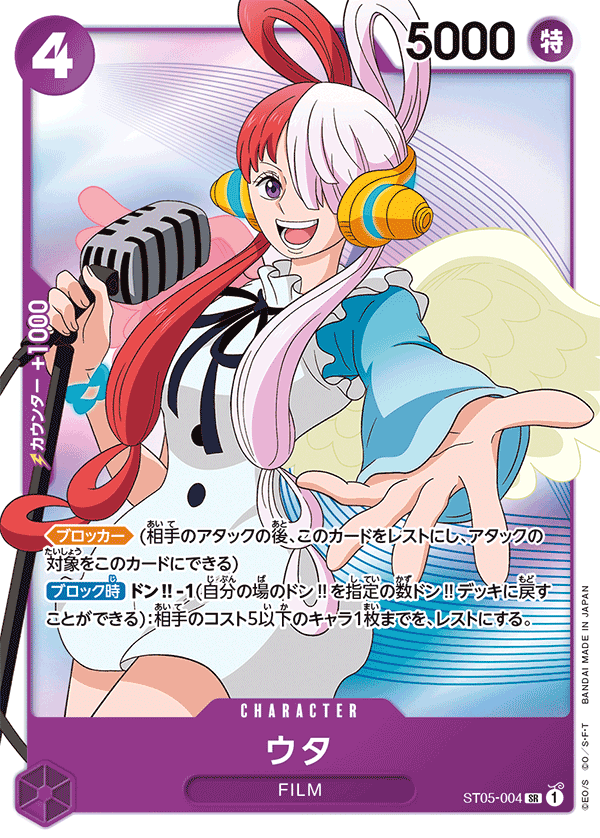 4
5000
特
カウンター +1000
ブロッカー (相手のアタックの後、このカードをレストにし、アタックの
対象をこのカードにできる)
ブロック時 ドン!!-1(自分の場のドン!!を指定の数ドン!!デッキに戻す
ことができる):相手のコスト5以下のキャラ1枚までを、レストにする。
CHARACTER
ウタ
FILM
ST05-004 SR 1
©E.O/S ©O/S・F・T BANDAI MADE IN JAPAN